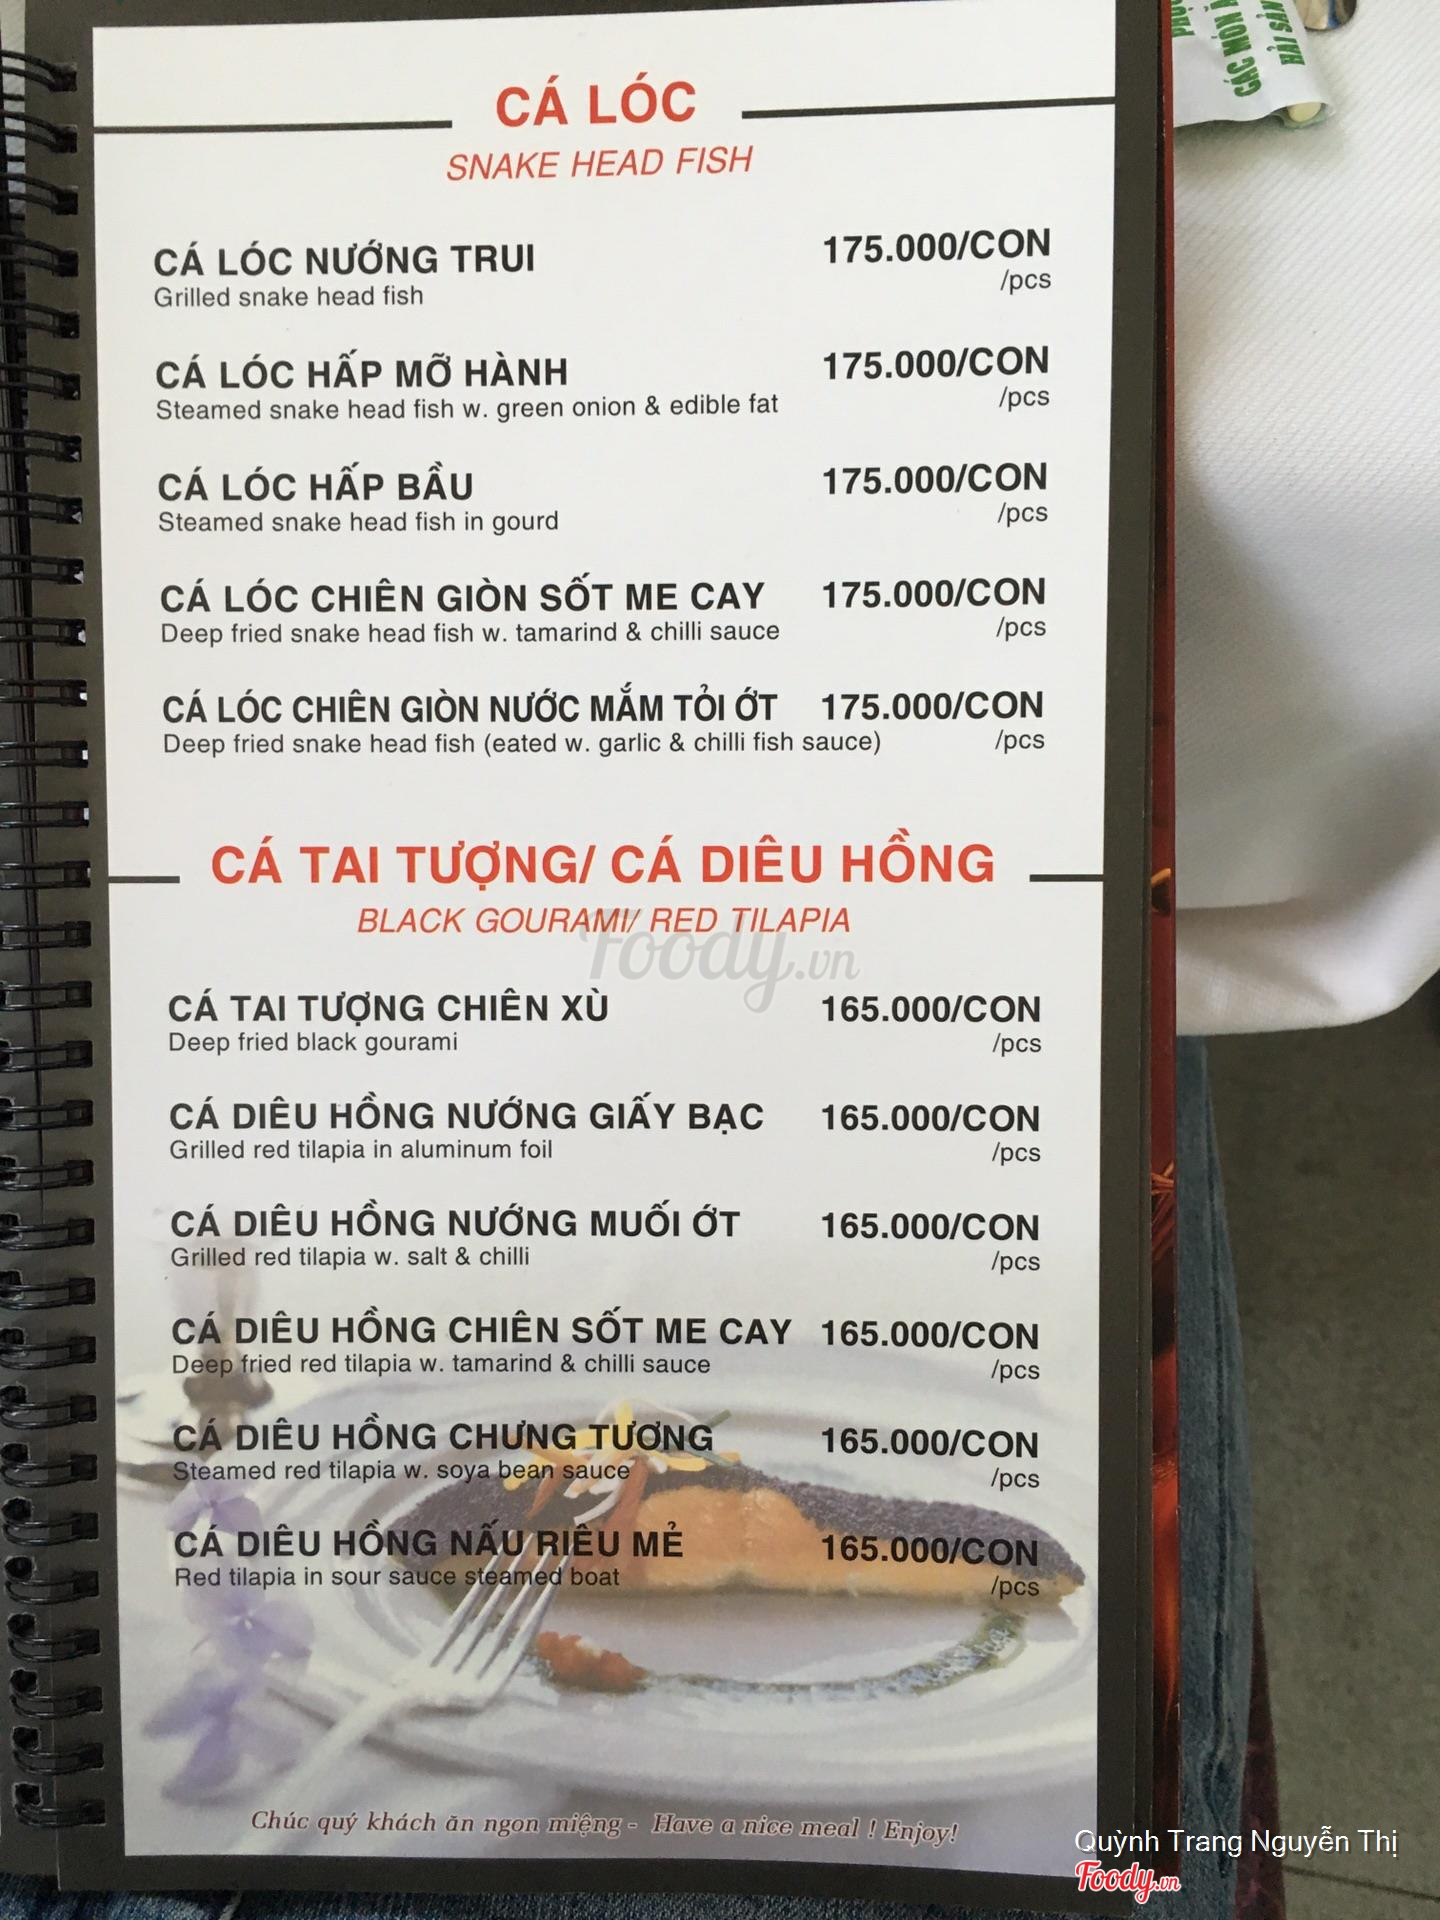 CÁ LÓC
SNAKE HEAD FISH
CÁ LÓC NƯỚNG TRUI 175.000/CON
Grilled snake head fish /pcs
CÁ LÓC HẤP MỠ HÀNH 175.000/CON
Steamed snake head fish w. green onion & edible fat /pcs
CÁ LÓC HẤP BẦU 175.000/CON
Steamed snake head fish in gourd /pcs
CÁ LÓC CHIÊN GIÒN SỐT ME CAY 175.000/CON
Deep fried snake head fish w. tamarind & chilli sauce /pcs
CÁ LÓC CHIÊN GIÒN NƯỚC MẮM TỎI ỚT 175.000/CON
Deep fried snake head fish (eated w. garlic & chilli fish sauce) /pcs
CÁ TAI TƯỢNG/ CÁ DIÊU HỒNG
BLACK GOURAMI/ RED TILAPIA
Foody.vn
CÁ TAI TƯỢNG CHIÊN XÙ 165.000/CON
Deep fried black gourami /pcs
CÁ DIÊU HỒNG NƯỚNG GIẤY BẠC 165.000/CON
Grilled red tilapia in aluminum foil /pcs
CÁ DIÊU HỒNG NƯỚNG MUỐI ỚT 165.000/CON
Grilled red tilapia w. salt & chilli /pcs
CÁ DIÊU HỒNG CHIÊN SỐT ME CAY 165.000/CON
Deep fried red tilapia w. tamarind & chilli sauce /pcs
CÁ DIÊU HỒNG CHƯNG TƯƠNG 165.000/CON
Steamed red tilapia w. soya bean sauce /pcs
CÁ DIÊU HỒNG NẤU RIÊU MẺ 165.000/CON
Red tilapia in sour sauce steamed boat /pcs
Chúc quý khách ăn ngon miệng - Have a nice meal ! Enjoy!
CÁC MÓN
HẢI SẢN
Quỳnh Trang Nguyễn Thị
Foody.vn